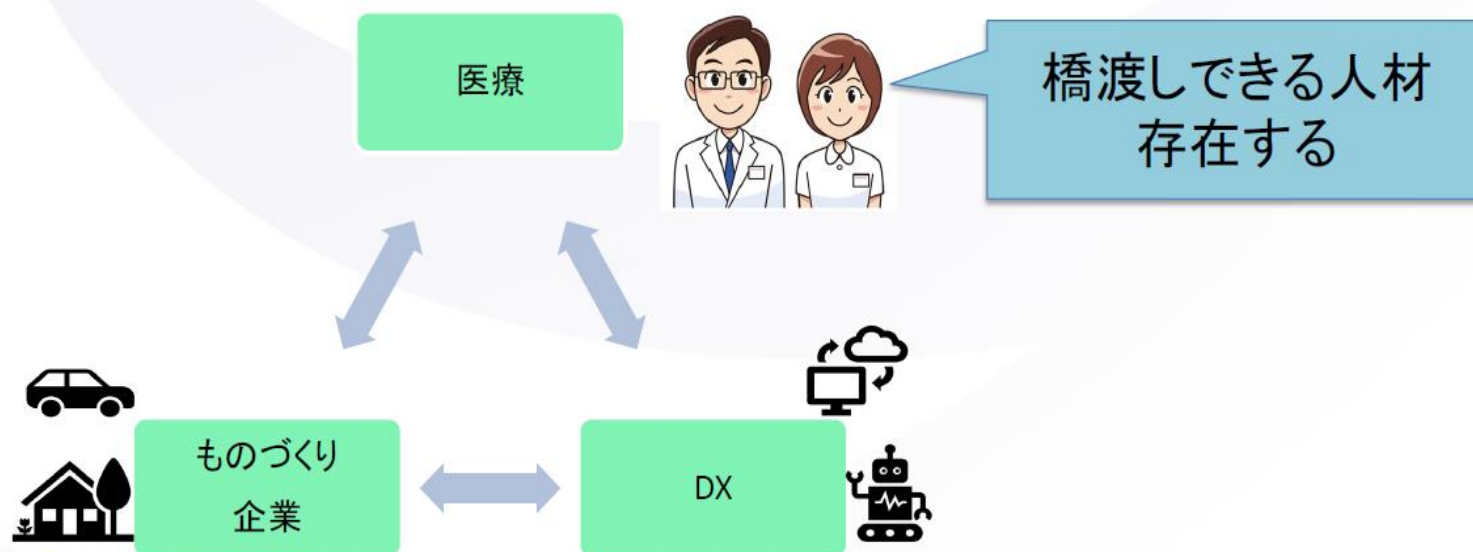 医療
橋渡しできる人材
存在する
ものづくり
企業
DX